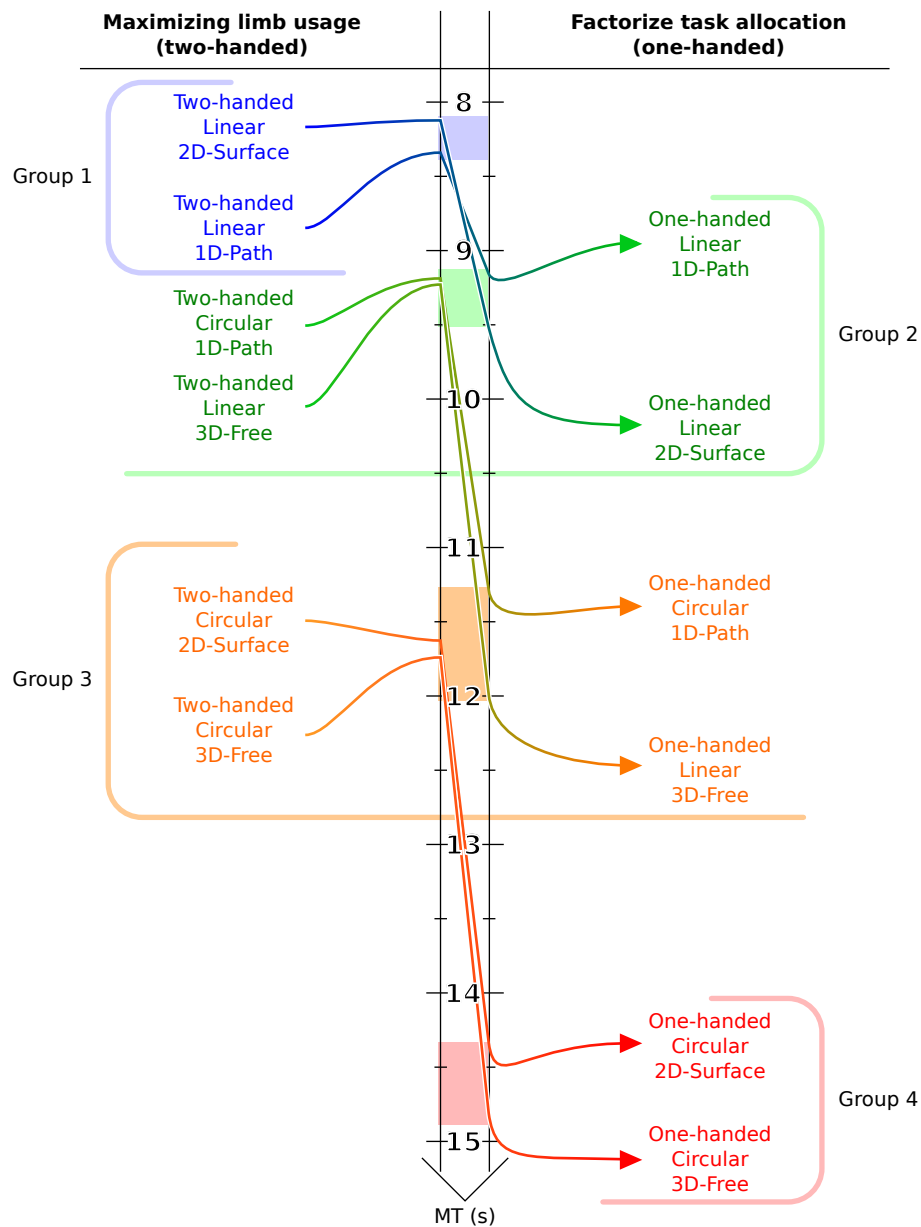 Maximizing limb usage
(two-handed)
Factorize task allocation
(one-handed)
Group 1
Two-handed
Linear
2D-Surface
Two-handed
Linear
1D-Path
Two-handed
Circular
1D-Path
Two-handed
Linear
3D-Free
Group 3
Two-handed
Circular
2D-Surface
Two-handed
Circular
3D-Free
8
9
10
11
12
13
14
15
MT (s)
One-handed
Linear
1D-Path
Group 2
One-handed
Linear
2D-Surface
One-handed
Circular
1D-Path
One-handed
Linear
3D-Free
One-handed
Circular
2D-Surface
Group 4
One-handed
Circular
3D-Free